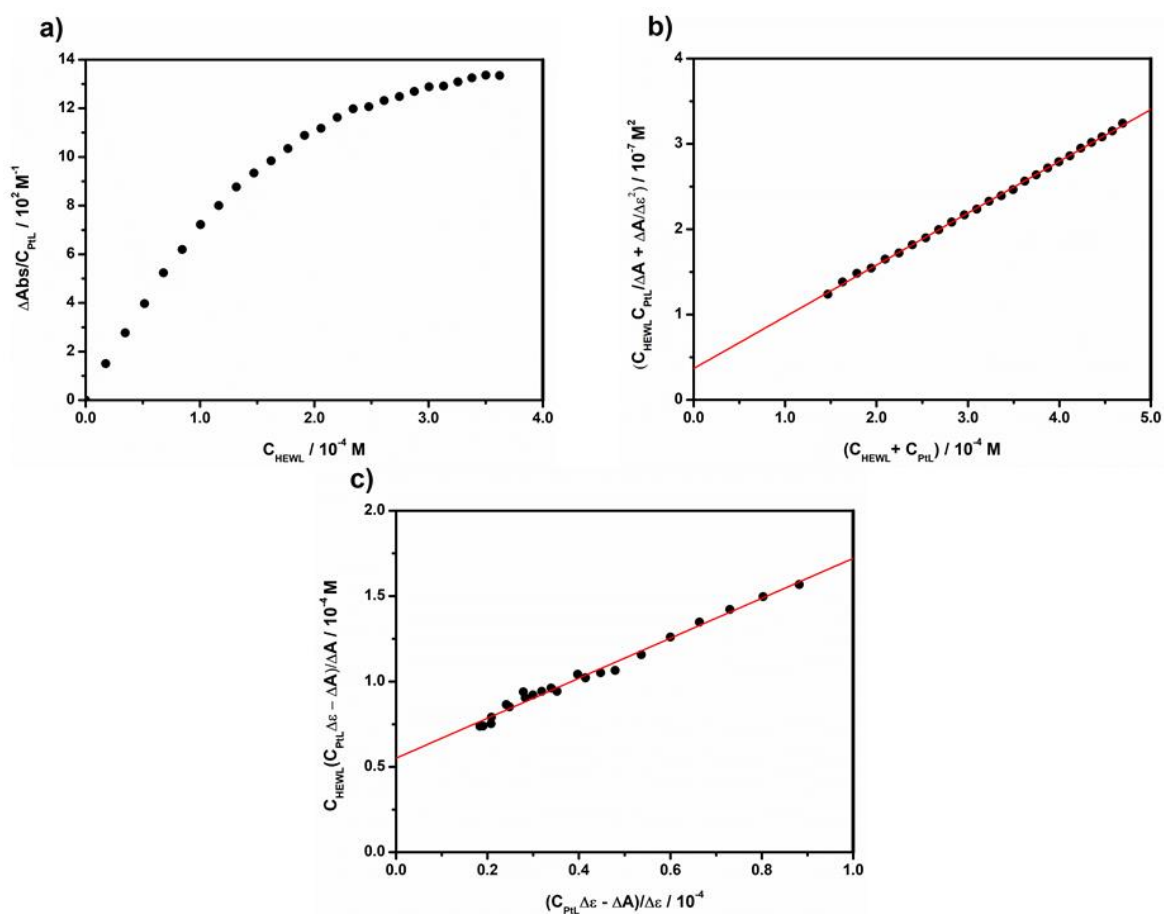 a)
14
12
10
8
6
4
2
0
ΔAbs/C_PtL / 10² M⁻¹
0.0 1.0 2.0 3.0 4.0
C_HEWL / 10⁻⁴ M
b)
4
3
2
1
0
(C_HEWL C_PtL/ΔA + ΔA/Δε²) / 10⁻⁷ M²
0.0 1.0 2.0 3.0 4.0 5.0
(C_HEWL + C_PtL) / 10⁻⁴ M
c)
2.0
1.5
1.0
0.5
0.0
C_HEWL(C_PtL Δε − ΔA)/ΔA / 10⁻⁴ M
0.0 0.2 0.4 0.6 0.8 1.0
(C_PtL Δε - ΔA)/Δε / 10⁻⁴